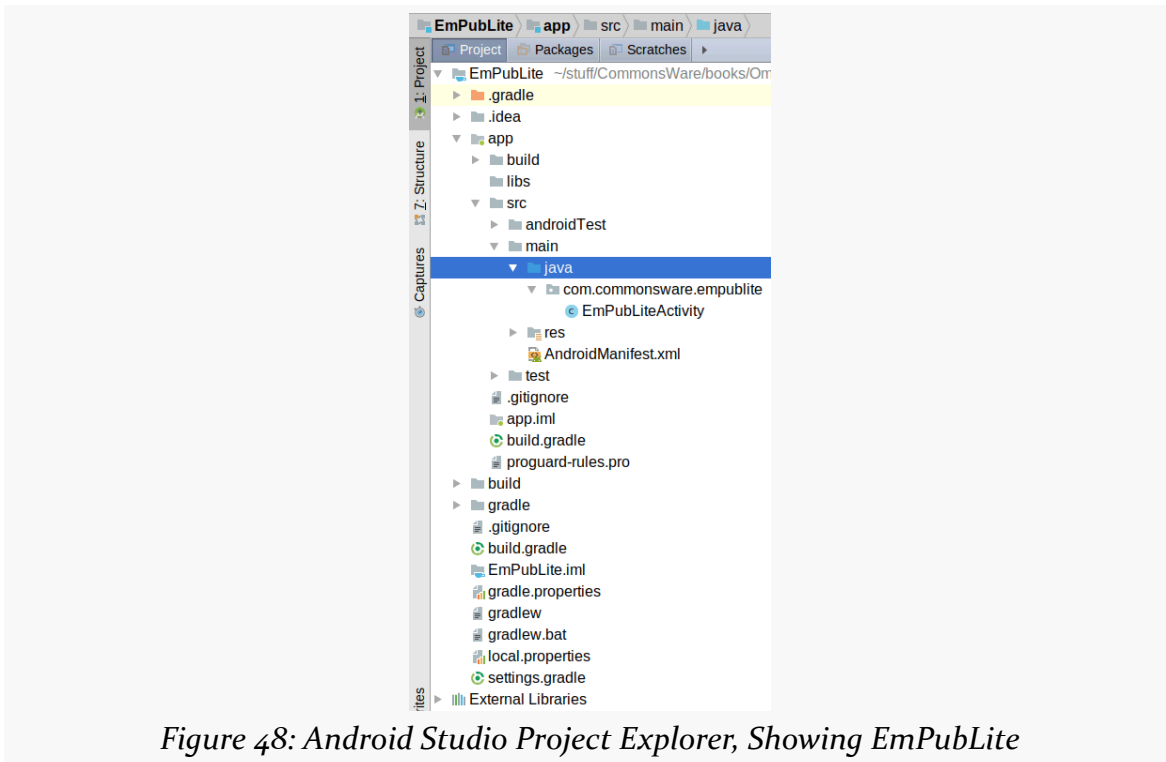 EmPubLite app src main java
Project Packages Scratches
1: Project
7: Structure
Captures
EmPubLite ~/stuff/CommonsWare/books/Om
.gradle
.idea
app
build
libs
src
androidTest
main
java
com.commonsware.empublite
EmPubLiteActivity
res
AndroidManifest.xml
test
.gitignore
app.iml
build.gradle
proguard-rules.pro
build
gradle
.gitignore
build.gradle
EmPubLite.iml
gradle.properties
gradlew
gradlew.bat
local.properties
settings.gradle
External Libraries
rites
Figure 48: Android Studio Project Explorer, Showing EmPubLite